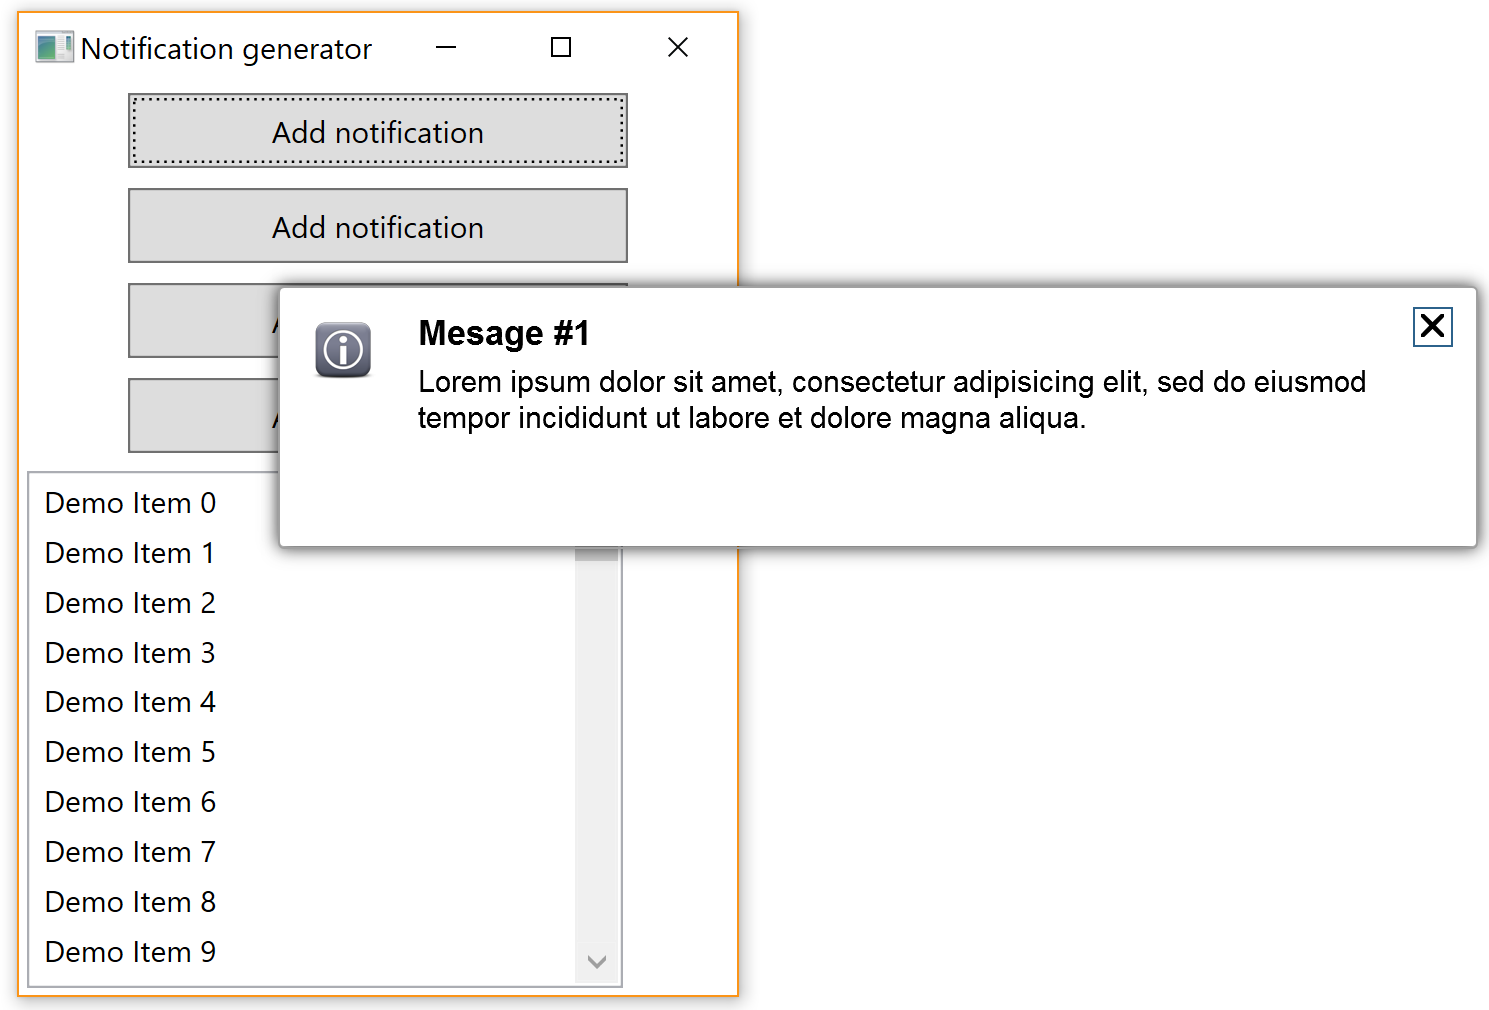 Notification generator
Add notification
Add notification
Mesage #1
Lorem ipsum dolor sit amet, consectetur adipisicing elit, sed do eiusmod
tempor incididunt ut labore et dolore magna aliqua.
Demo Item 0
Demo Item 1
Demo Item 2
Demo Item 3
Demo Item 4
Demo Item 5
Demo Item 6
Demo Item 7
Demo Item 8
Demo Item 9